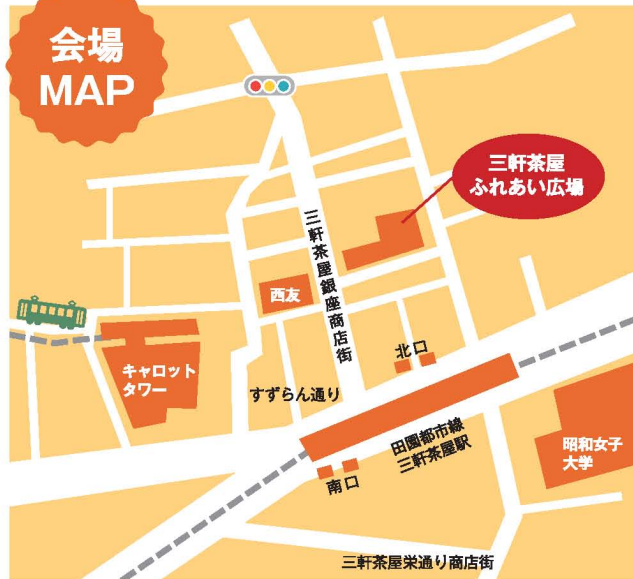 会場
MAP
三軒茶屋
ふれあい広場
三軒茶屋銀座商店街
西友
キャロット
タワー
すずらん通り
北口
田園都市線
三軒茶屋駅
南口
昭和女子
大学
三軒茶屋栄通り商店街